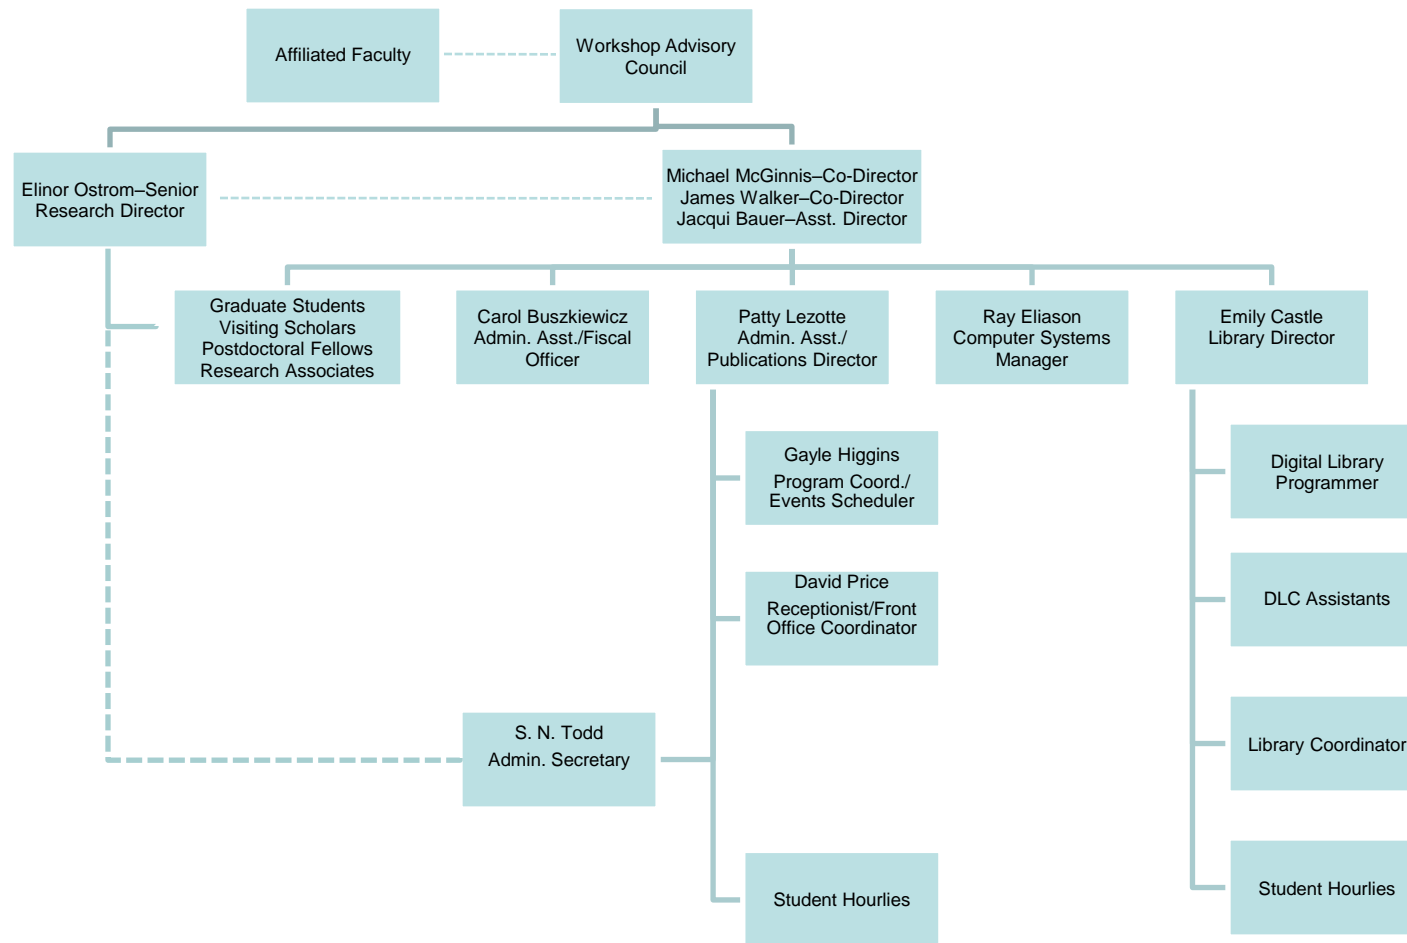 Affiliated Faculty
Workshop Advisory
Council
Elinor Ostrom–Senior
Research Director
Michael McGinnis–Co-Director
James Walker–Co-Director
Jacqui Bauer–Asst. Director
Graduate Students
Visiting Scholars
Postdoctoral Fellows
Research Associates
Carol Buszkiewicz
Admin. Asst./Fiscal
Officer
Patty Lezotte
Admin. Asst./
Publications Director
Ray Eliason
Computer Systems
Manager
Emily Castle
Library Director
Gayle Higgins
Program Coord./
Events Scheduler
David Price
Receptionist/Front
Office Coordinator
S. N. Todd
Admin. Secretary
Student Hourlies
Digital Library
Programmer
DLC Assistants
Library Coordinator
Student Hourlies